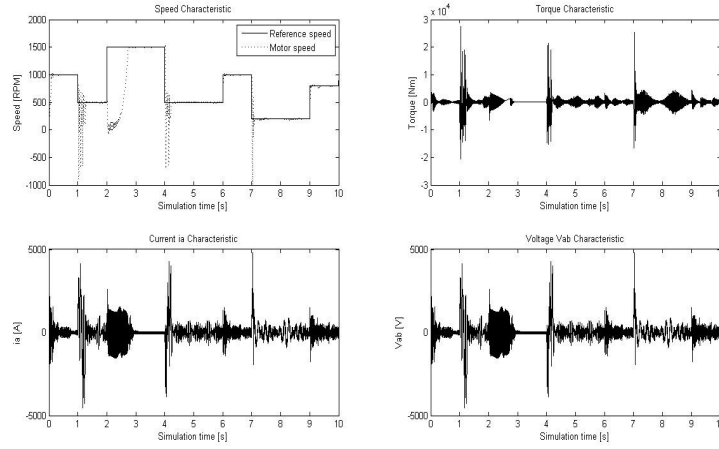 Speed Characteristic
2000
1500
1000
500
0
-500
-1000
Speed [RPM]
Reference speed
Motor speed
0 1 2 3 4 5 6 7 8 9 10
Simulation time [s]
Torque Characteristic
x 10^4
3
2
1
0
-1
-2
-3
Torque [Nm]
0 1 2 3 4 5 6 7 8 9 10
Simulation time [s]
Current ia Characteristic
5000
0
-5000
ia [A]
0 1 2 3 4 5 6 7 8 9 10
Simulation time [s]
Voltage Vab Characteristic
5000
0
-5000
Vab [V]
0 1 2 3 4 5 6 7 8 9 10
Simulation time [s]